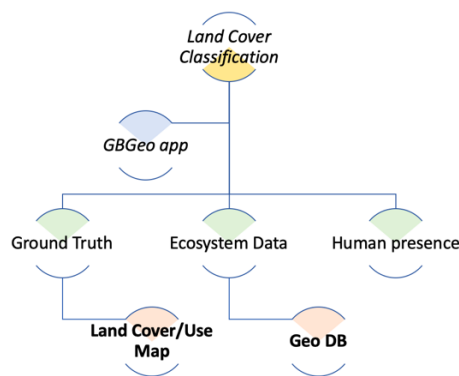 Land Cover
Classification
GBGeo app
Ground Truth
Ecosystem Data
Human presence
Land Cover/Use
Map
Geo DB